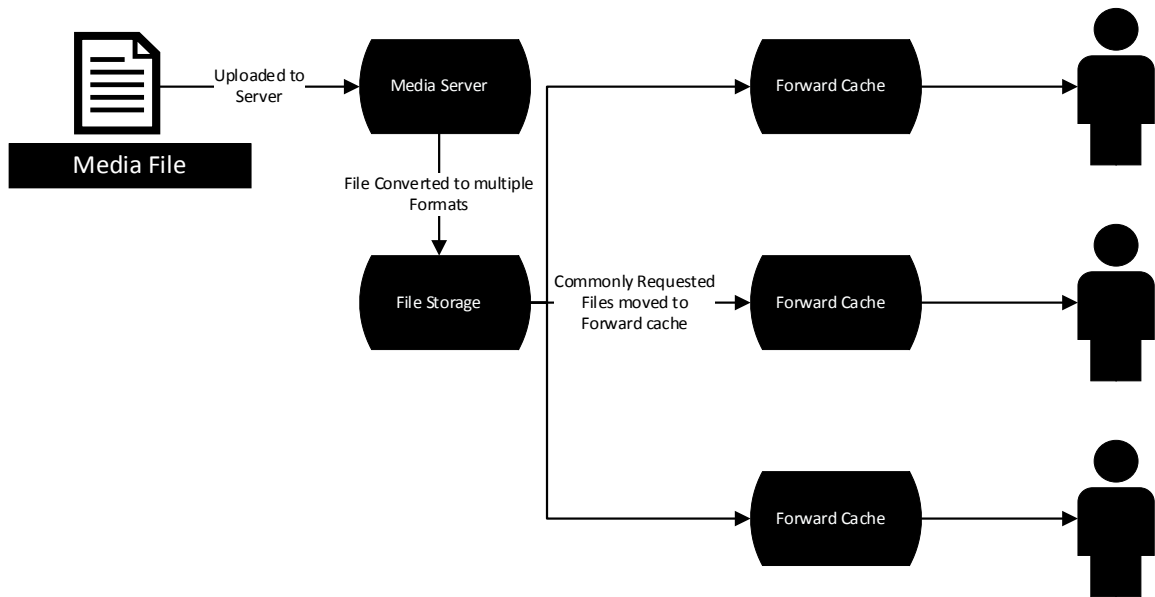 Uploaded to
Server
Media Server
Forward Cache
Media File
File Converted to multiple
Formats
File Storage
Commonly Requested
Files moved to
Forward cache
Forward Cache
Forward Cache